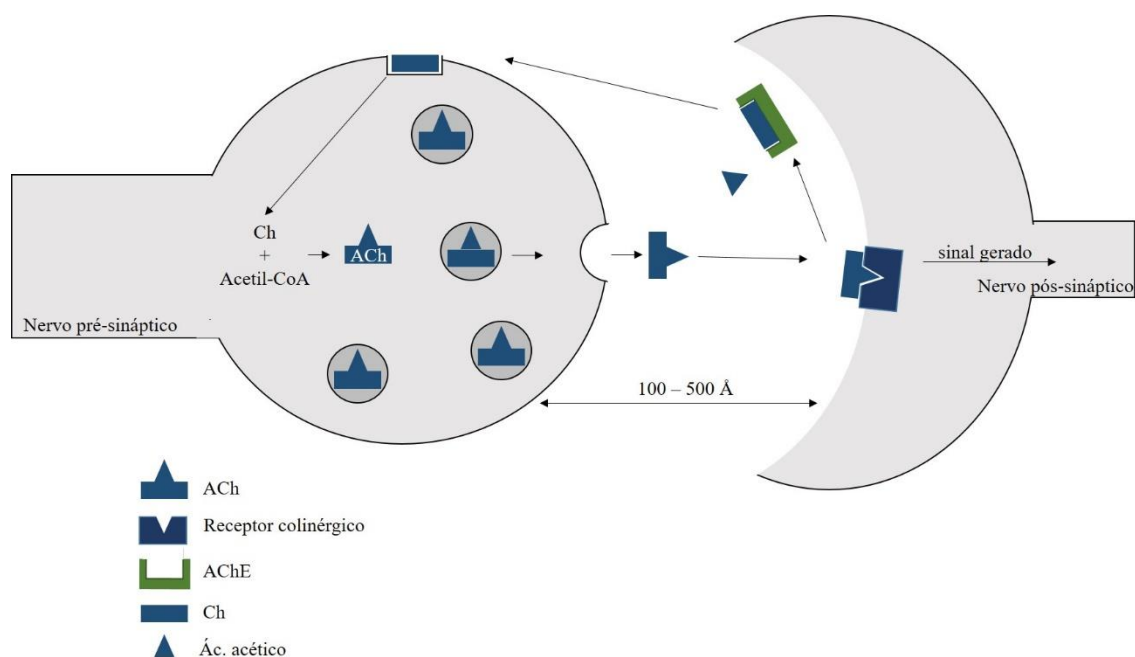 Ch
+
Acetil-CoA
ACh
Nervo pré-sináptico
sinal gerado
Nervo pós-sináptico
100 – 500 Å
ACh
Receptor colinérgico
AChE
Ch
Ác. acético